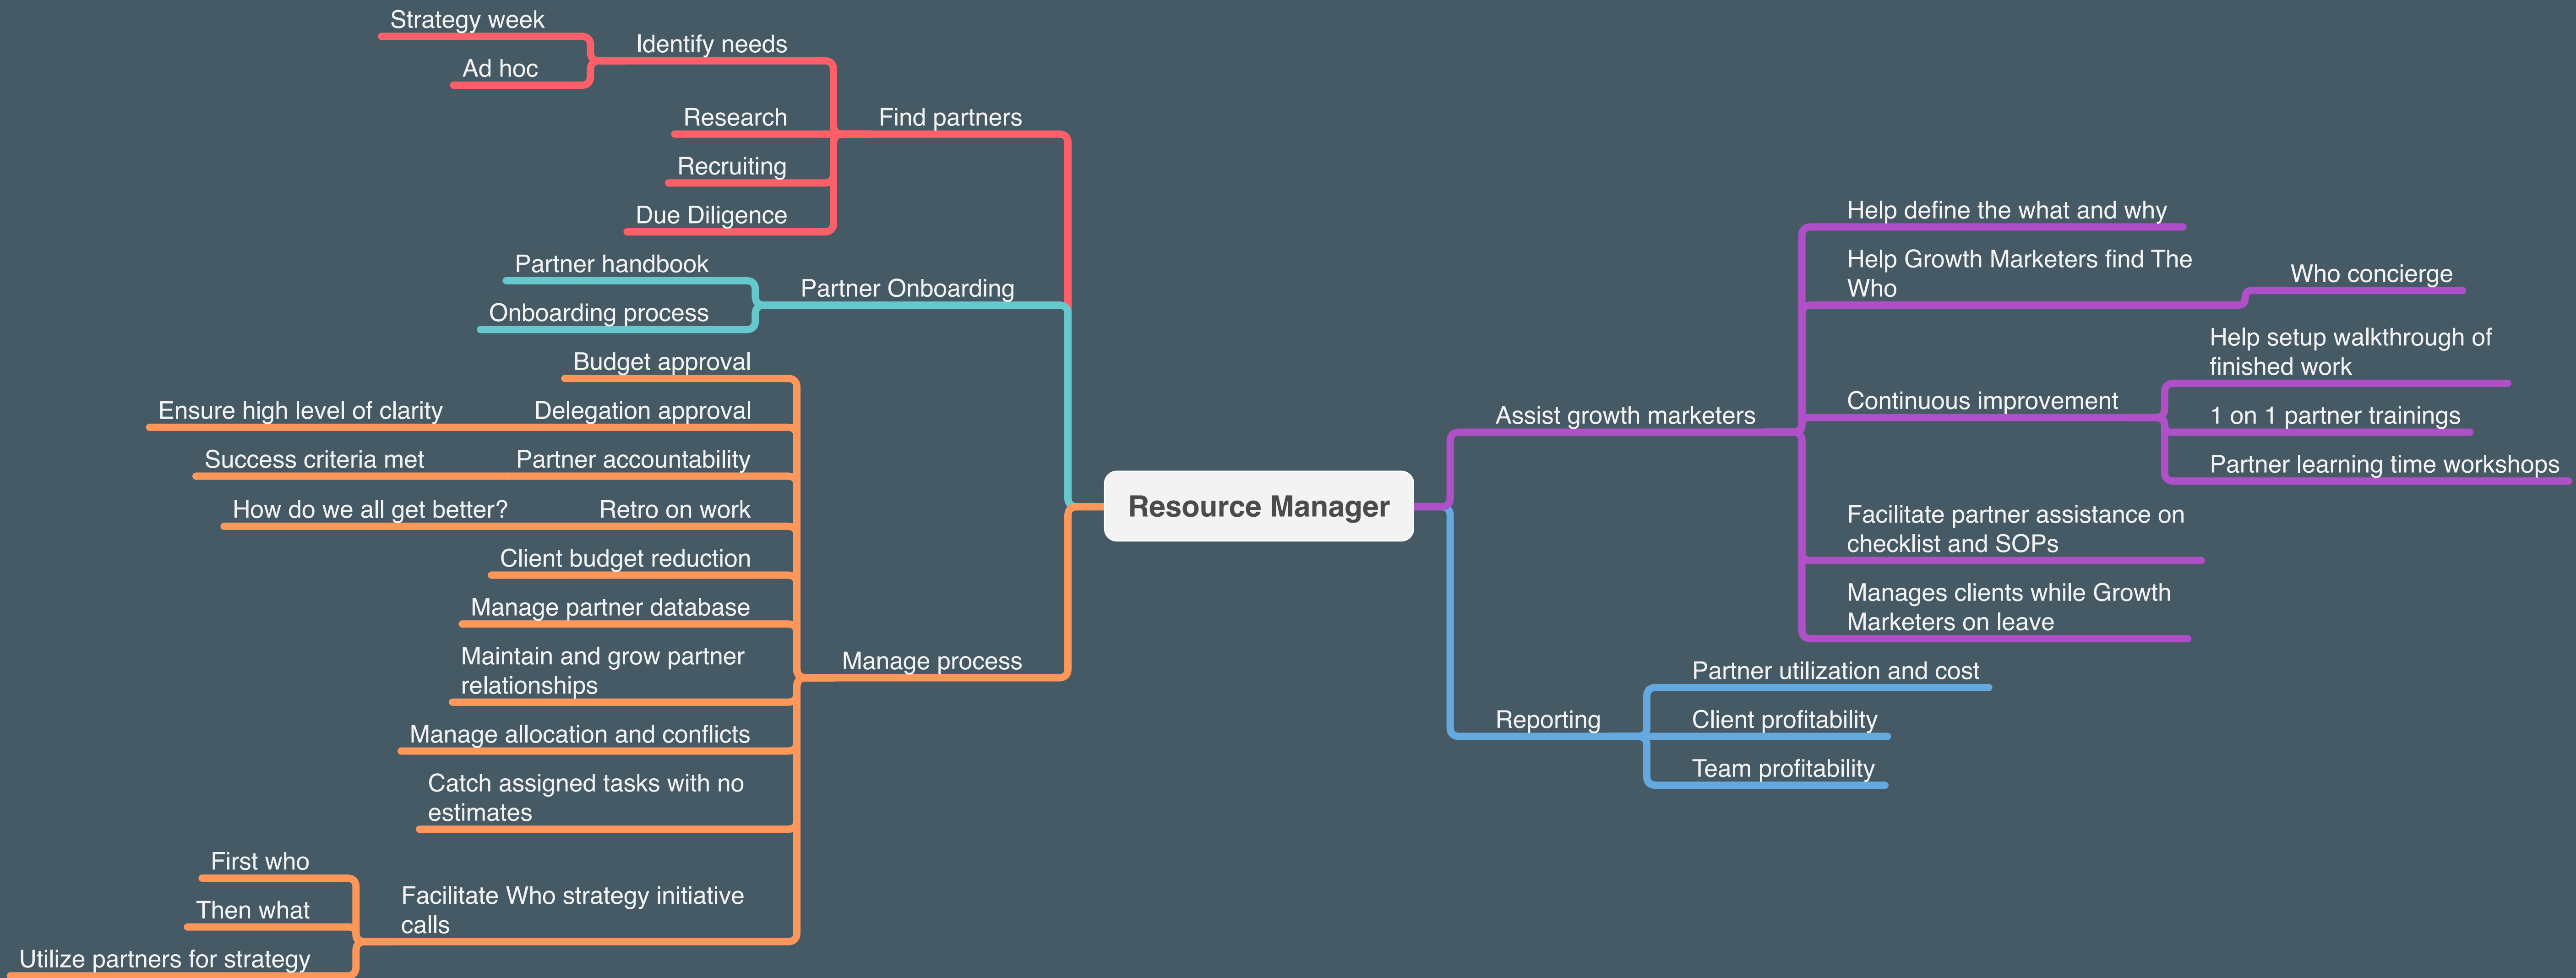 Strategy week
Ad hoc
Identify needs
Research
Recruiting
Due Diligence
Find partners
Partner handbook
Onboarding process
Partner Onboarding
Budget approval
Ensure high level of clarity
Delegation approval
Success criteria met
Partner accountability
How do we all get better?
Retro on work
Client budget reduction
Manage partner database
Maintain and grow partner
relationships
Manage allocation and conflicts
Catch assigned tasks with no
estimates
First who
Then what
Utilize partners for strategy
Facilitate Who strategy initiative
calls
Manage process
Resource Manager
Assist growth marketers
Help define the what and why
Help Growth Marketers find The
Who
Who concierge
Continuous improvement
Help setup walkthrough of
finished work
1 on 1 partner trainings
Partner learning time workshops
Facilitate partner assistance on
checklist and SOPs
Manages clients while Growth
Marketers on leave
Reporting
Partner utilization and cost
Client profitability
Team profitability